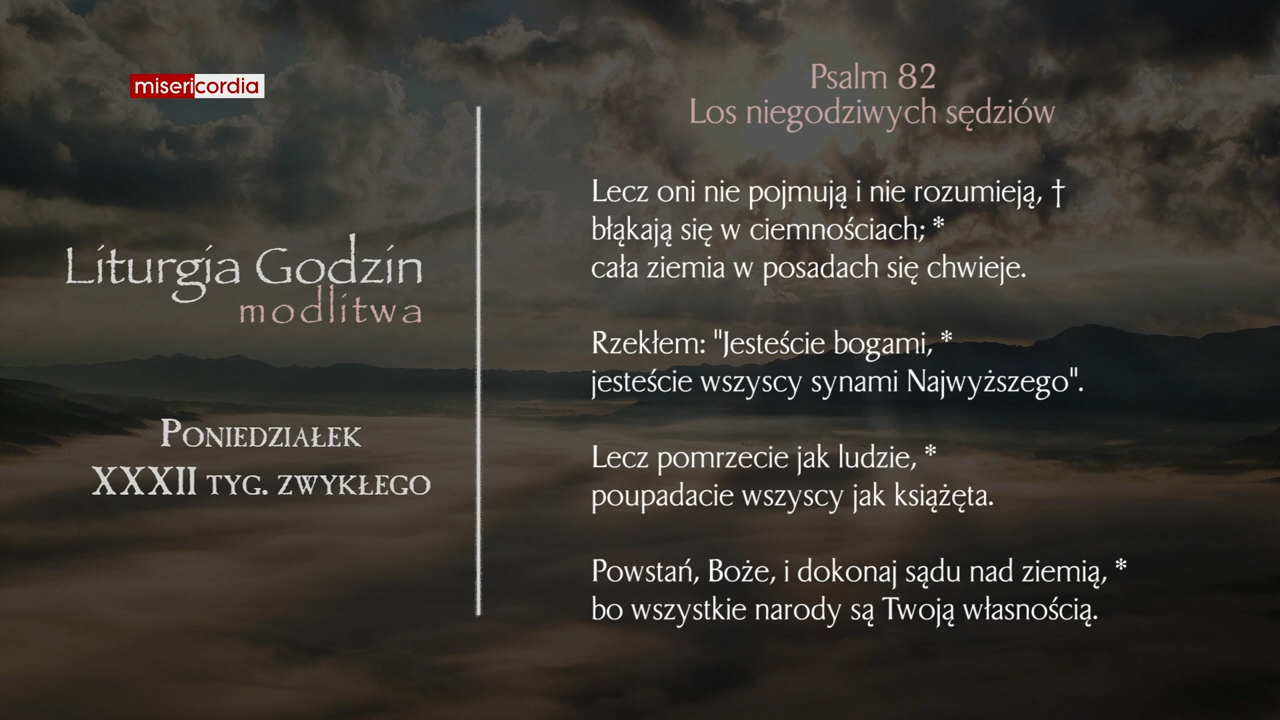 misericordia
Liturgia Godzin
modlitwa
Poniedziałek
XXXII tyg. zwykłego
Psalm 82
Los niegodziwych sędziów
Lecz oni nie pojmują i nie rozumieją, †
błąkają się w ciemnościach; *
cała ziemia w posadach się chwieje.
Rzekłem: "Jesteście bogami, *
jesteście wszyscy synami Najwyższego".
Lecz pomrzecie jak ludzie, *
poupadacie wszyscy jak książęta.
Powstań, Boże, i dokonaj sądu nad ziemią, *
bo wszystkie narody są Twoją własnością.